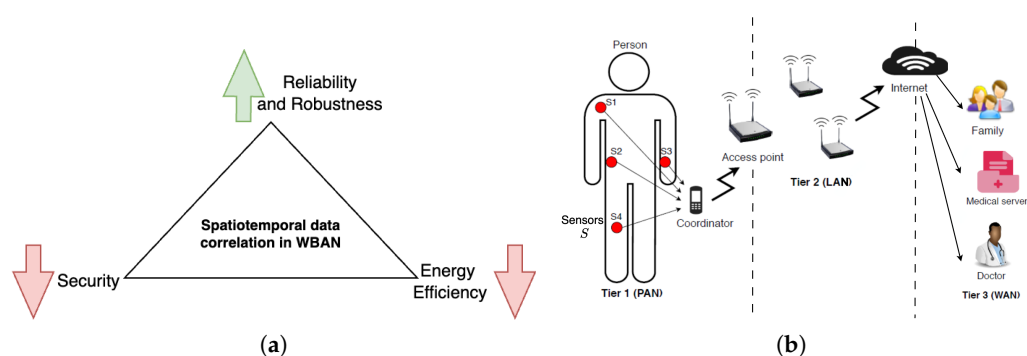 Reliability
and Robustness
Spatiotemporal data
correlation in WBAN
Security
Energy
Efficiency
(a)
Person
S1
S2
S3
S4
Sensors
S
Coordinator
Tier 1 (PAN)
Access point
Tier 2 (LAN)
Internet
Family
Medical server
Doctor
Tier 3 (WAN)
(b)